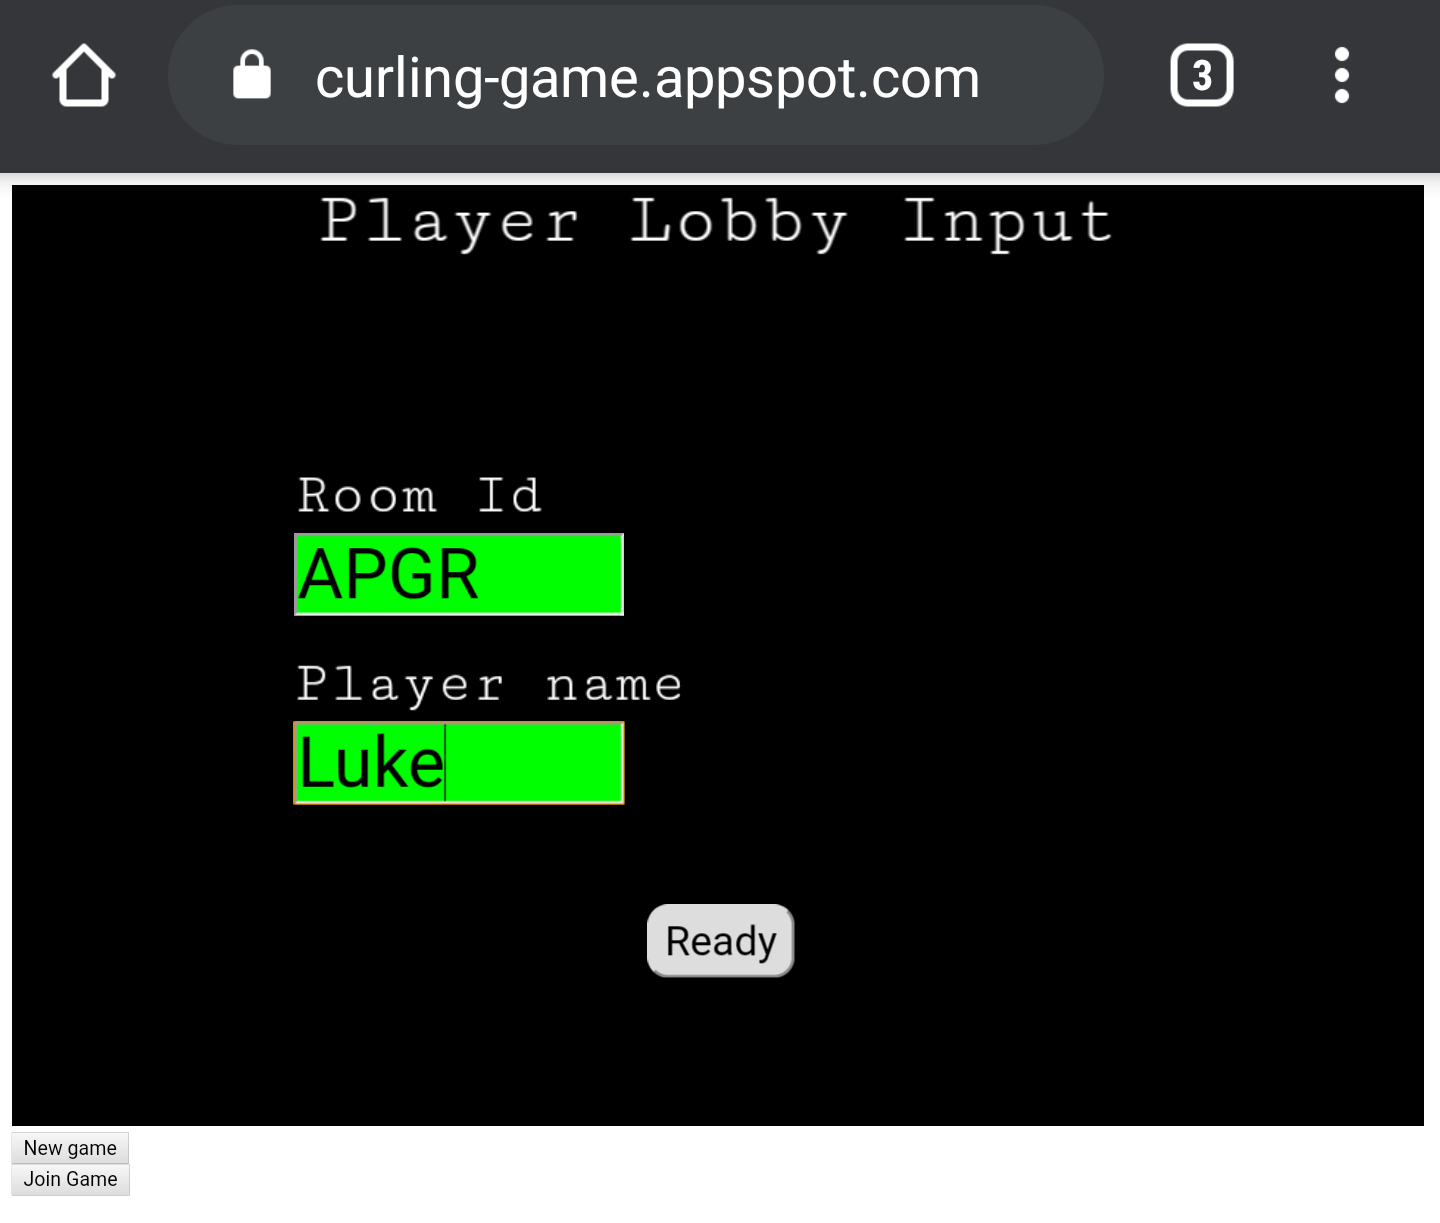 curling-game.appspot.com
3
Player Lobby Input
Room Id
APGR
Player name
Luke
Ready
New game
Join Game